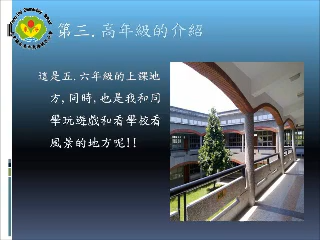 第三.高年級的介紹
這是五.六年級的上課地
方,同時,也是我和同
學玩遊戲和看學校看
風景的地方呢!!